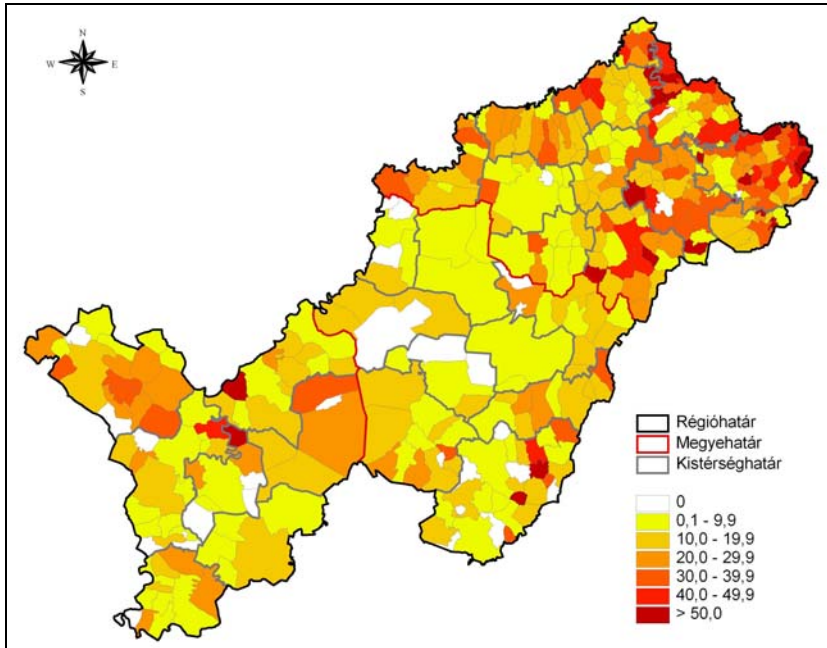 N
W E
S
Régióhatár
Megyehatár
Kistérséghatár
0
0,1 - 9,9
10,0 - 19,9
20,0 - 29,9
30,0 - 39,9
40,0 - 49,9
> 50,0